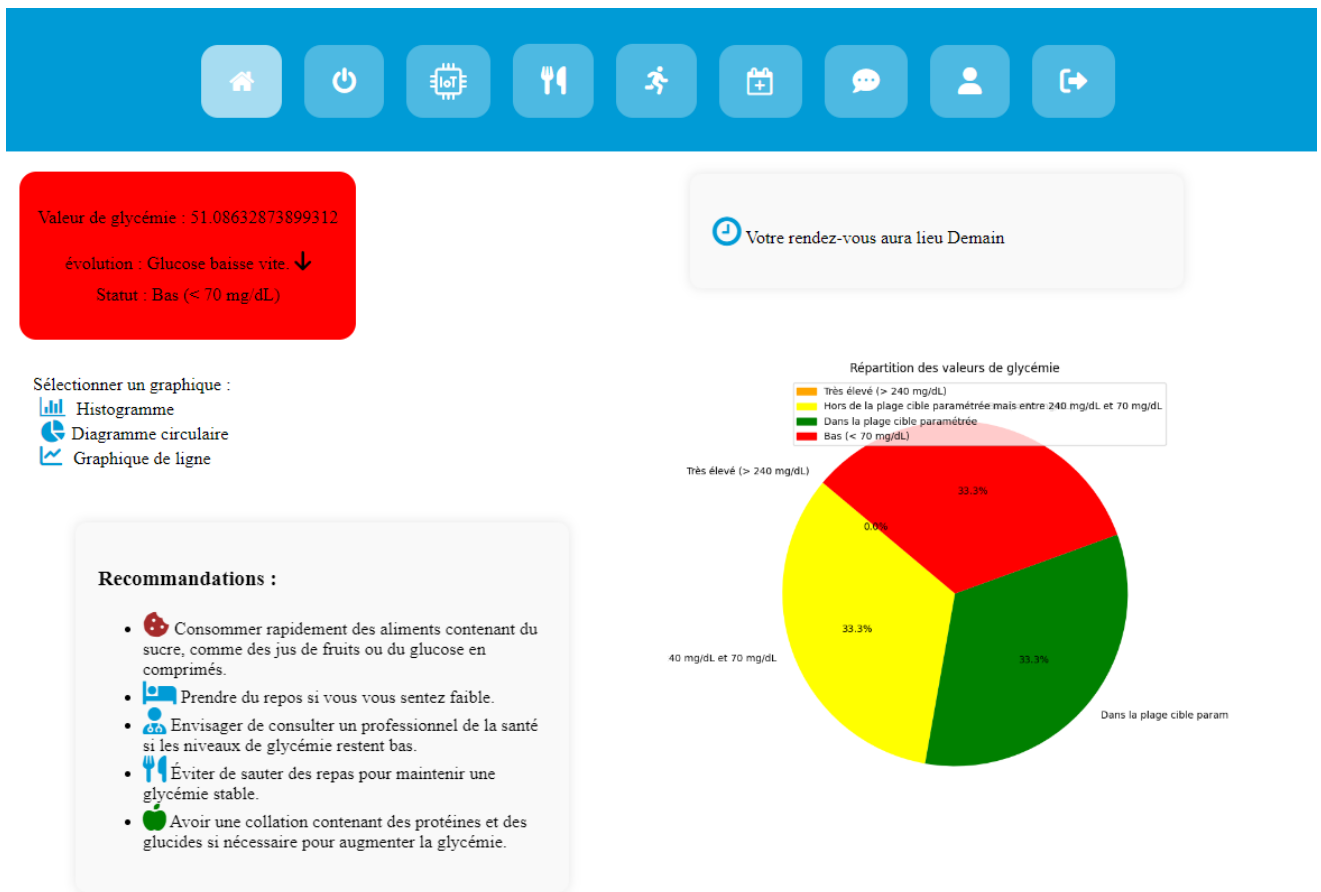 IoT
Valeur de glycémie : 51.08632873899312
évolution : Glucose baisse vite.
Statut : Bas (< 70 mg/dL)
Votre rendez-vous aura lieu Demain
Sélectionner un graphique :
Histogramme
Diagramme circulaire
Graphique de ligne
Recommandations :
Consommer rapidement des aliments contenant du
sucre, comme des jus de fruits ou du glucose en
comprimés.
Prendre du repos si vous vous sentez faible.
Envisager de consulter un professionnel de la santé
si les niveaux de glycémie restent bas.
Éviter de sauter des repas pour maintenir une
glycémie stable.
Avoir une collation contenant des protéines et des
glucides si nécessaire pour augmenter la glycémie.
Répartition des valeurs de glycémie
Très élevé (> 240 mg/dL)
Hors de la plage cible paramétrée mais entre 240 mg/dL et 70 mg/dL
Dans la plage cible paramétrée
Bas (< 70 mg/dL)
Très élevé (> 240 mg/dL)
33.3%
0.0%
33.3%
40 mg/dL et 70 mg/dL
33.3%
Dans la plage cible param